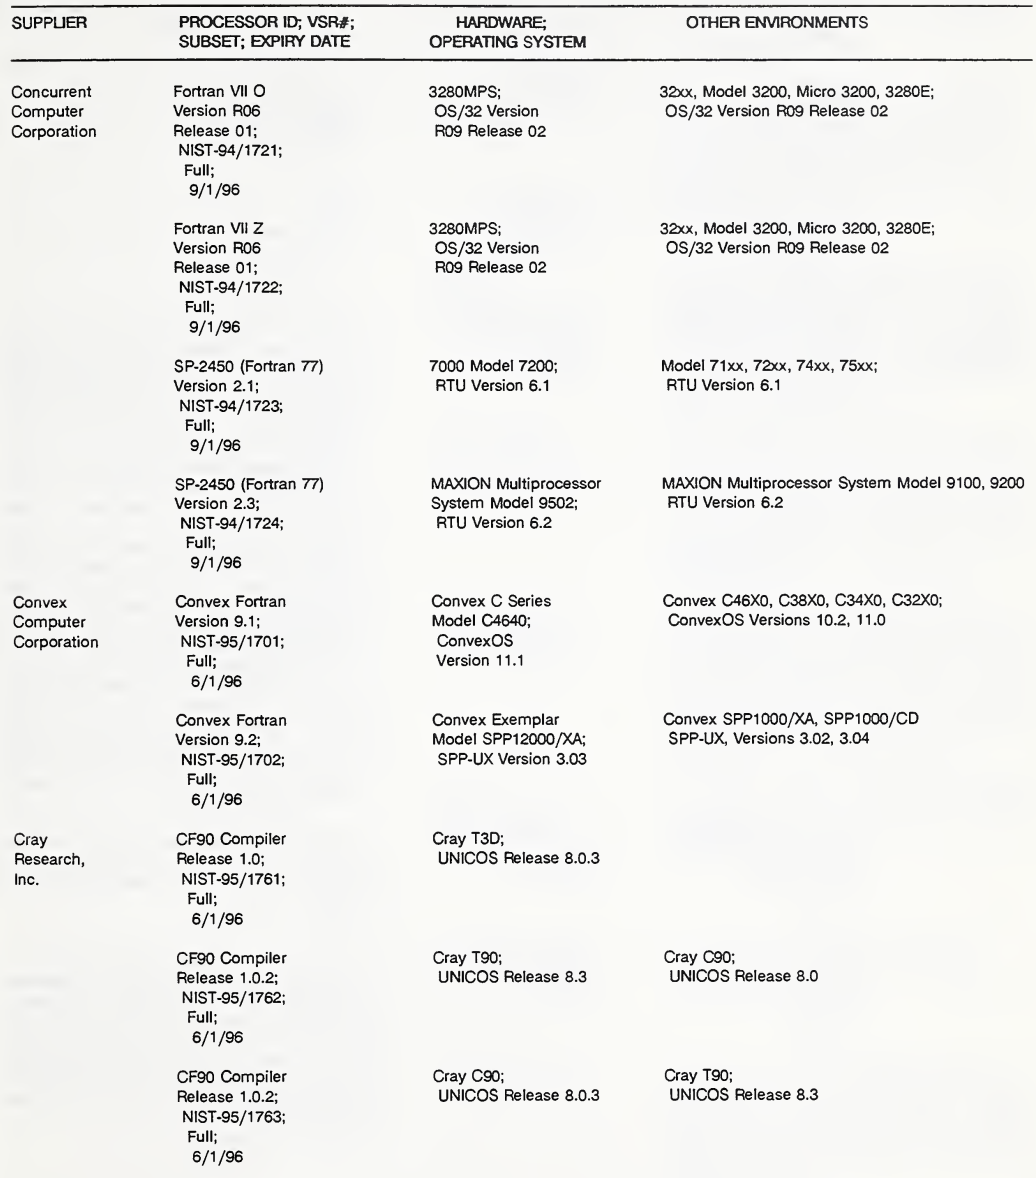 SUPPLIER
PROCESSOR ID; VSR#;
SUBSET; EXPIRY DATE
HARDWARE;
OPERATING SYSTEM
OTHER ENVIRONMENTS
Concurrent
Computer
Corporation
Fortran VII O
Version R06
Release 01;
NIST-94/1721;
Full;
9/1/96
3280MPS;
OS/32 Version
R09 Release 02
32xx, Model 3200, Micro 3200, 3280E;
OS/32 Version R09 Release 02
Fortran VII Z
Version R06
Release 01;
NIST-94/1722;
Full;
9/1/96
3280MPS;
OS/32 Version
R09 Release 02
32xx, Model 3200, Micro 3200, 3280E;
OS/32 Version R09 Release 02
SP-2450 (Fortran 77)
Version 2.1;
NIST-94/1723;
Full;
9/1/96
7000 Model 7200;
RTU Version 6.1
Model 71xx, 72xx, 74xx, 75xx;
RTU Version 6.1
SP-2450 (Fortran 77)
Version 2.3;
NIST-94/1724;
Full;
9/1/96
MAXION Multiprocessor
System Model 9502;
RTU Version 6.2
MAXION Multiprocessor System Model 9100, 9200
RTU Version 6.2
Convex
Computer
Corporation
Convex Fortran
Version 9.1;
NIST-95/1701;
Full;
6/1/96
Convex C Series
Model C4640;
ConvexOS
Version 11.1
Convex C46X0, C38X0, C34X0, C32X0;
ConvexOS Versions 10.2, 11.0
Convex Fortran
Version 9.2;
NIST-95/1702;
Full;
6/1/96
Convex Exemplar
Model SPP12000/XA;
SPP-UX Version 3.03
Convex SPP1000/XA, SPP1000/CD
SPP-UX, Versions 3.02, 3.04
Cray
Research,
Inc.
CF90 Compiler
Release 1.0;
NIST-95/1761;
Full;
6/1/96
Cray T3D;
UNICOS Release 8.0.3
CF90 Compiler
Release 1.0.2;
NIST-95/1762;
Full;
6/1/96
Cray T90;
UNICOS Release 8.3
Cray C90;
UNICOS Release 8.0
CF90 Compiler
Release 1.0.2;
NIST-95/1763;
Full;
6/1/96
Cray C90;
UNICOS Release 8.0.3
Cray T90;
UNICOS Release 8.3